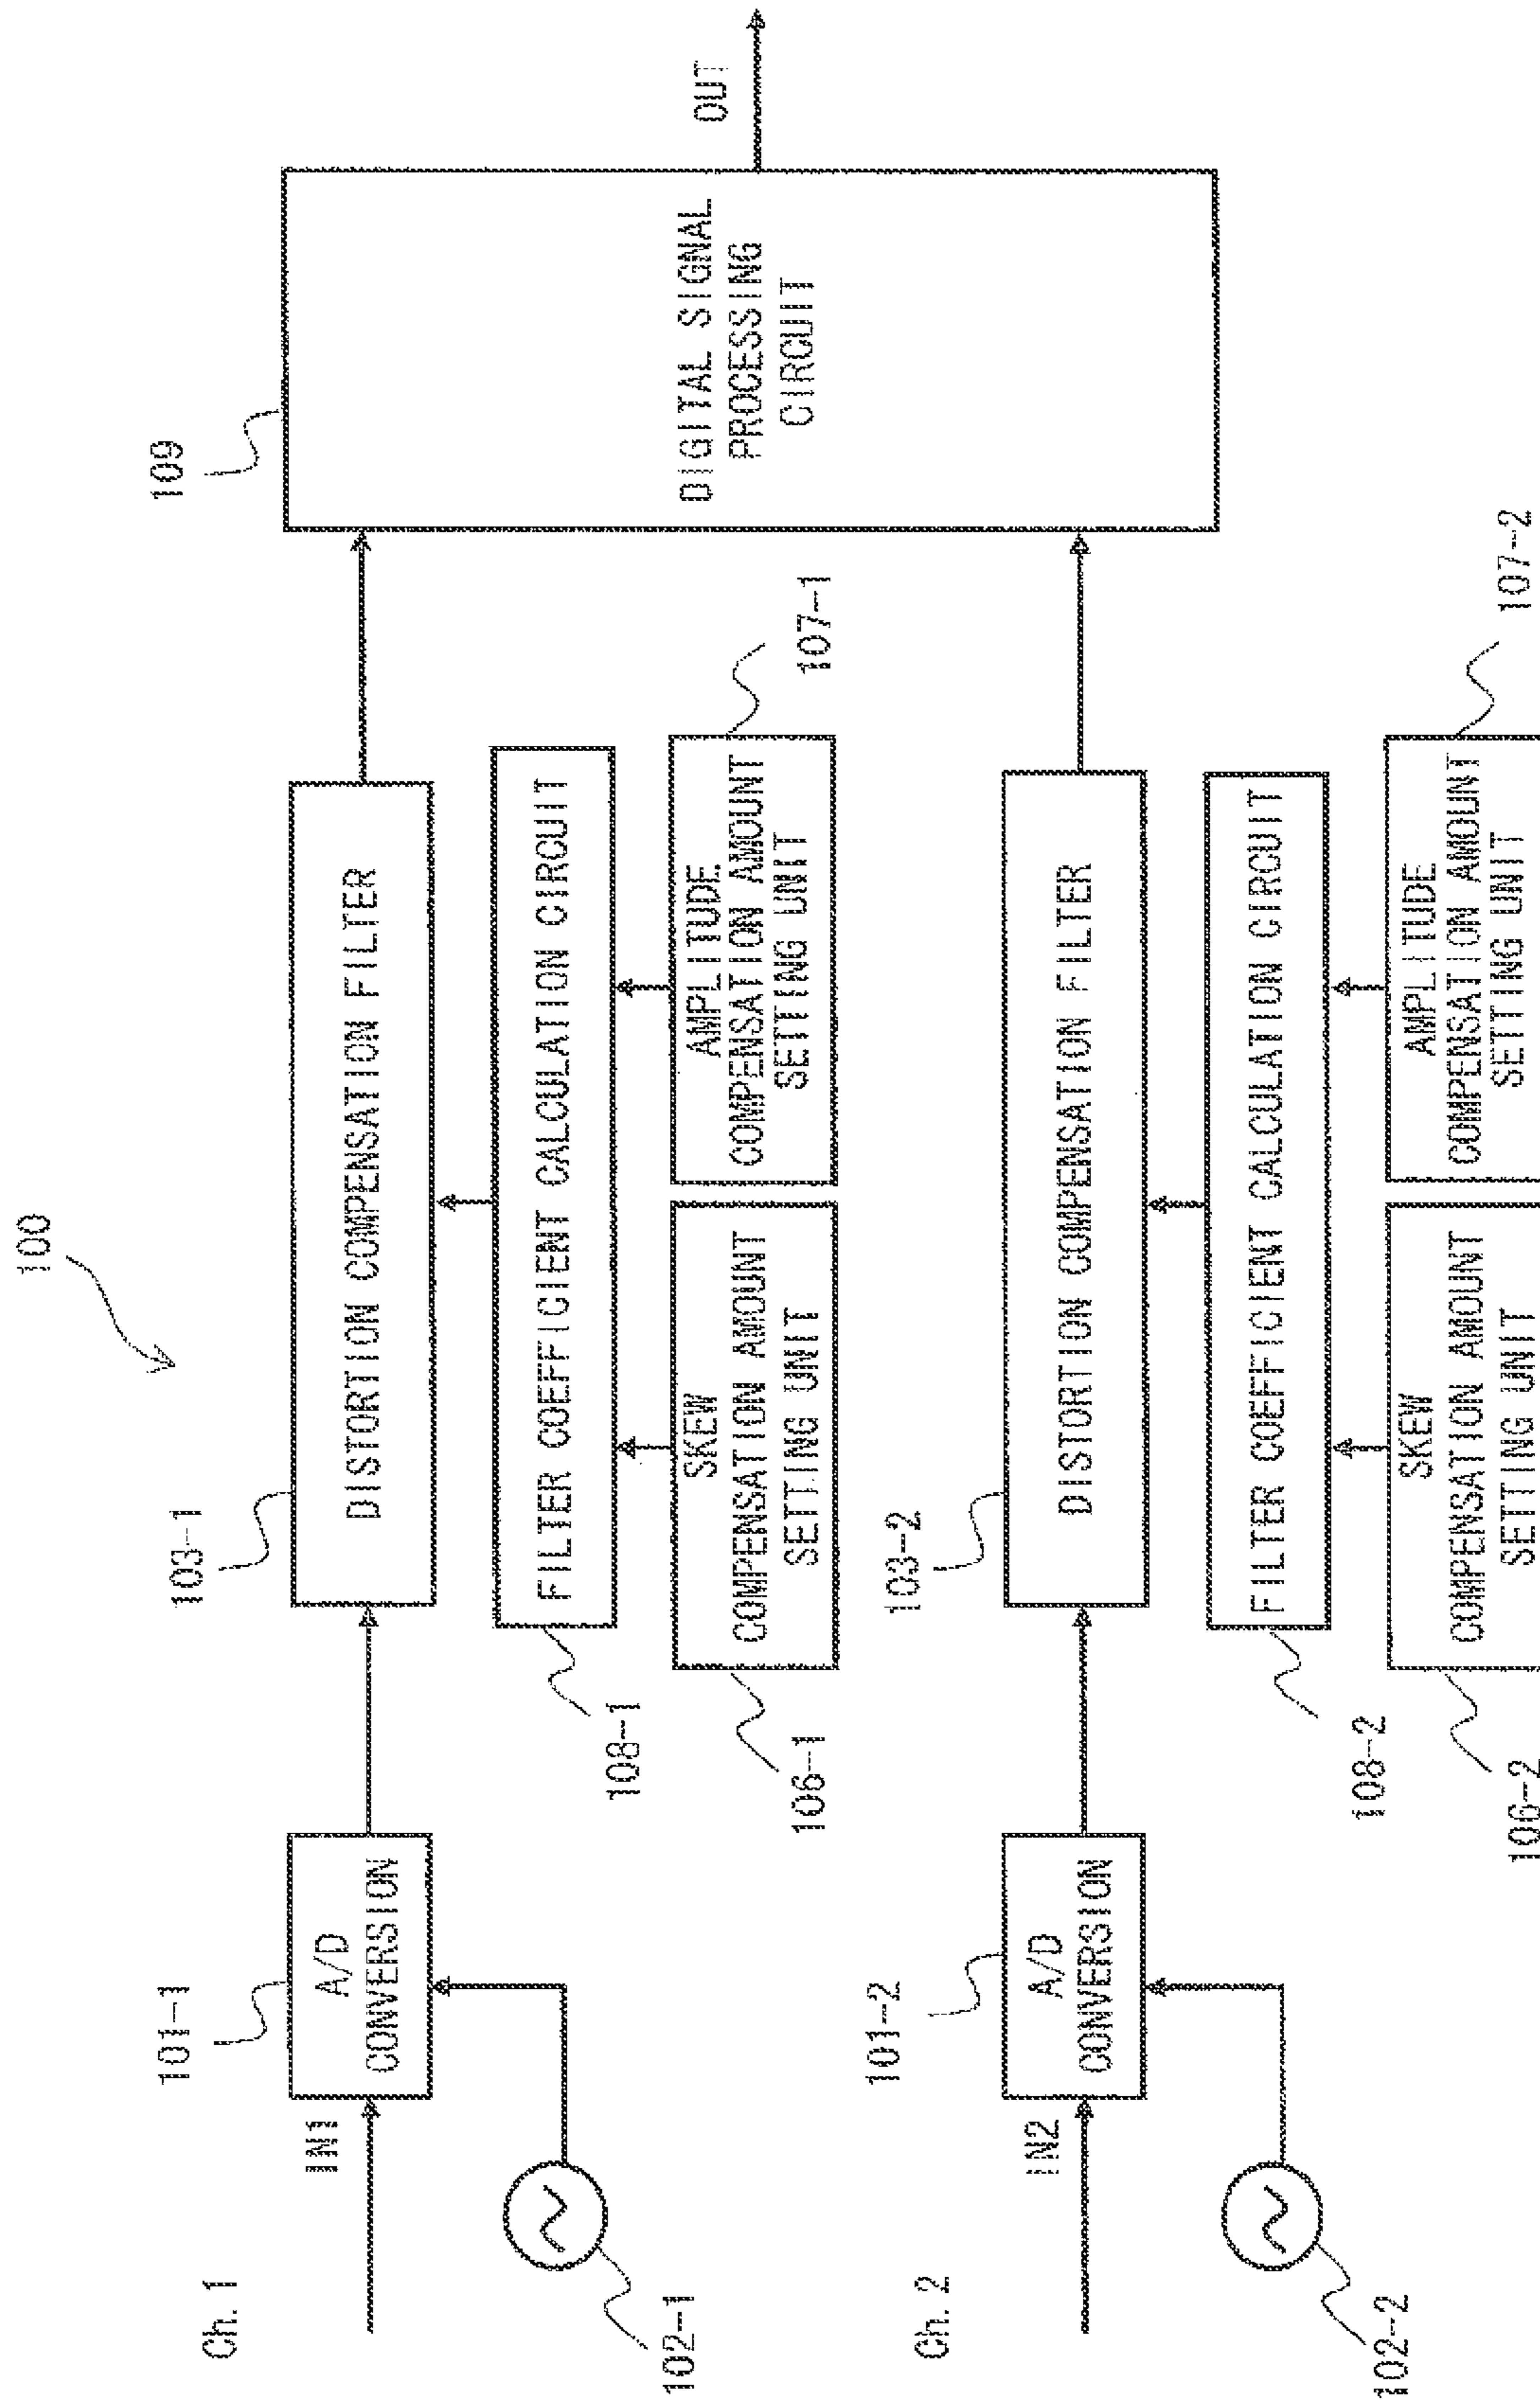 100
Ch. 1
IN1
101-1
A/D
CONVERSION
102-1
103-1
DISTORTION COMPENSATION FILTER
108-1
FILTER COEFFICIENT CALCULATION CIRCUIT
106-1
SKEW
COMPENSATION AMOUNT
SETTING UNIT
AMPLITUDE
COMPENSATION AMOUNT
SETTING UNIT
107-1
109
DIGITAL SIGNAL
PROCESSING
CIRCUIT
OUT
Ch. 2
IN2
101-2
A/D
CONVERSION
102-2
103-2
DISTORTION COMPENSATION FILTER
108-2
FILTER COEFFICIENT CALCULATION CIRCUIT
106-2
SKEW
COMPENSATION AMOUNT
SETTING UNIT
AMPLITUDE
COMPENSATION AMOUNT
SETTING UNIT
107-2